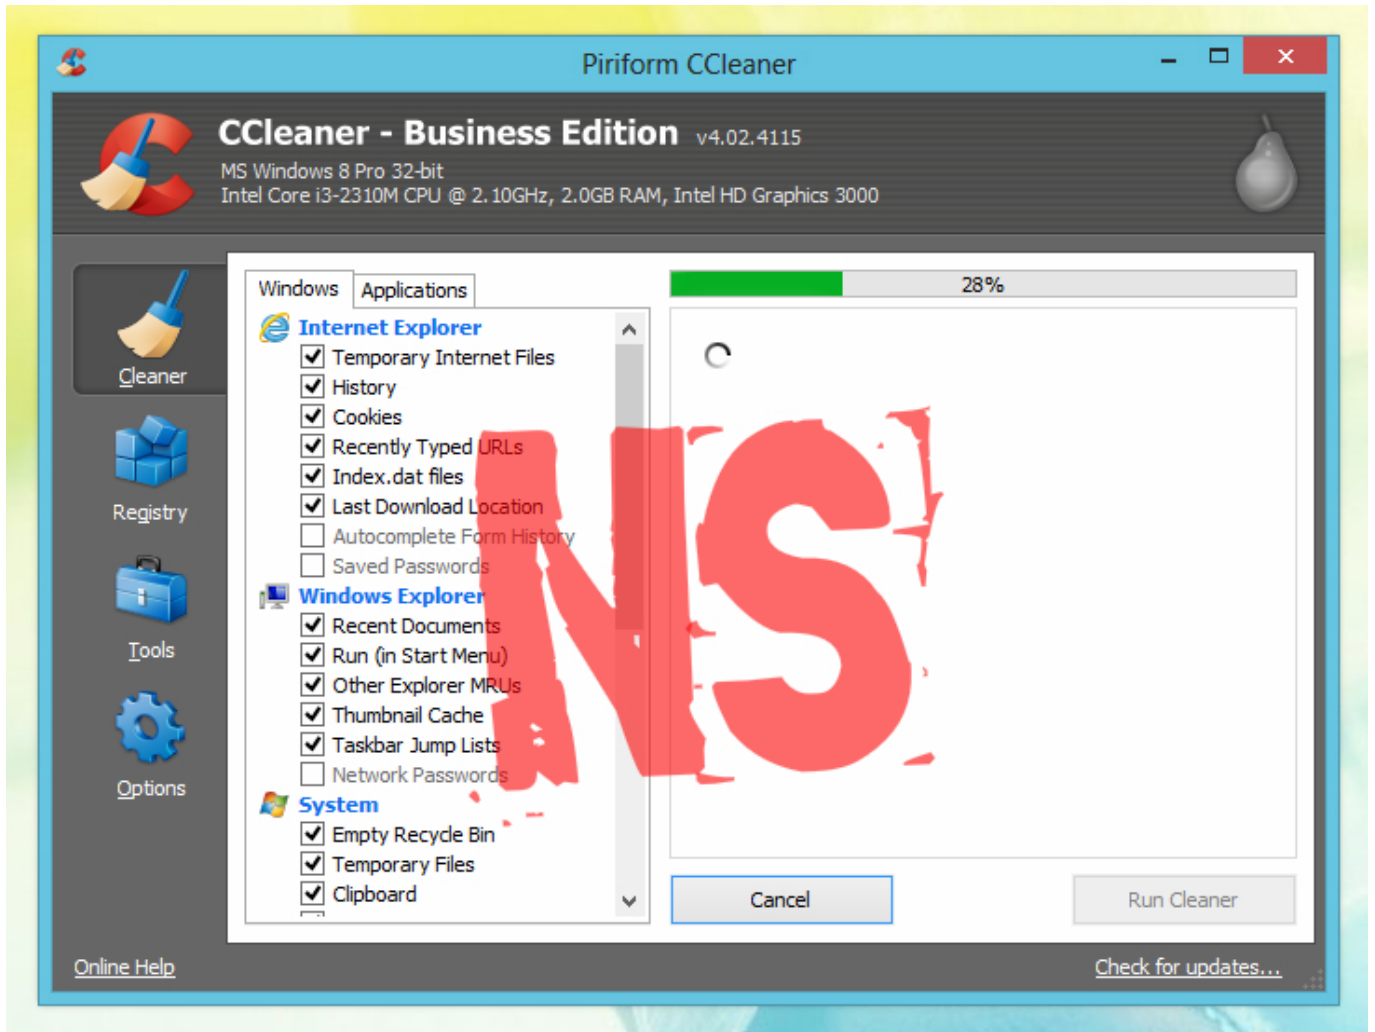 Piriform CCleaner
CCleaner - Business Edition v4.02.4115
MS Windows 8 Pro 32-bit
Intel Core i3-2310M CPU @ 2.10GHz, 2.0GB RAM, Intel HD Graphics 3000
Cleaner
Registry
Tools
Options
Windows Applications
Internet Explorer
Temporary Internet Files
History
Cookies
Recently Typed URLs
Index.dat files
Last Download Location
Autocomplete Form History
Saved Passwords
Windows Explorer
Recent Documents
Run (in Start Menu)
Other Explorer MRUs
Thumbnail Cache
Taskbar Jump Lists
Network Passwords
System
Empty Recycle Bin
Temporary Files
Clipboard
28%
NS
Cancel Run Cleaner
Online Help Check for updates...